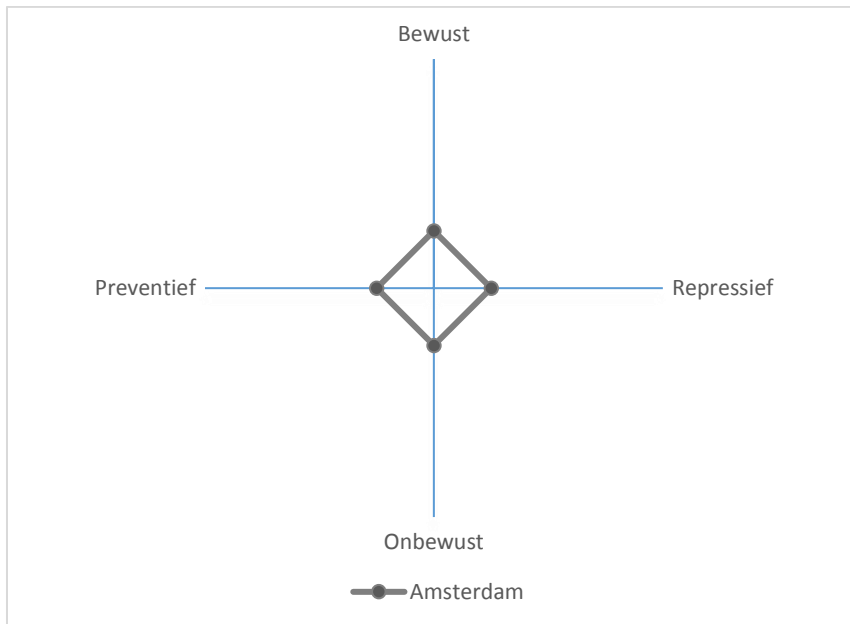 Bewust
Preventief
Repressief
Onbewust
Amsterdam